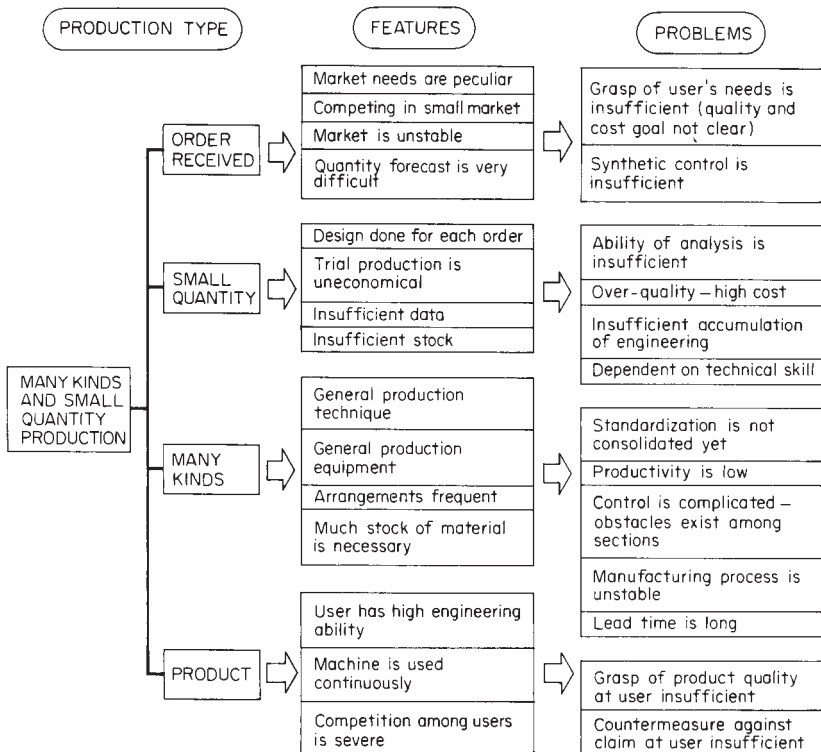 PRODUCTION TYPE
FEATURES
PROBLEMS
MANY KINDS
AND SMALL
QUANTITY
PRODUCTION
ORDER
RECEIVED
Market needs are peculiar
Competing in small market
Market is unstable
Quantity forecast is very
difficult
Grasp of user's needs is
insufficient (quality and
cost goal not clear)
Synthetic control is
insufficient
SMALL
QUANTITY
Design done for each order
Trial production is
uneconomical
Insufficient data
Insufficient stock
Ability of analysis is
insufficient
Over-quality – high cost
Insufficient accumulation
of engineering
Dependent on technical skill
MANY
KINDS
General production
technique
General production
equipment
Arrangements frequent
Much stock of material
is necessary
Standardization is not
consolidated yet
Productivity is low
Control is complicated –
obstacles exist among
sections
Manufacturing process is
unstable
Lead time is long
PRODUCT
User has high engineering
ability
Machine is used
continuously
Competition among users
is severe
Grasp of product quality
at user insufficient
Countermeasure against
claim at user insufficient